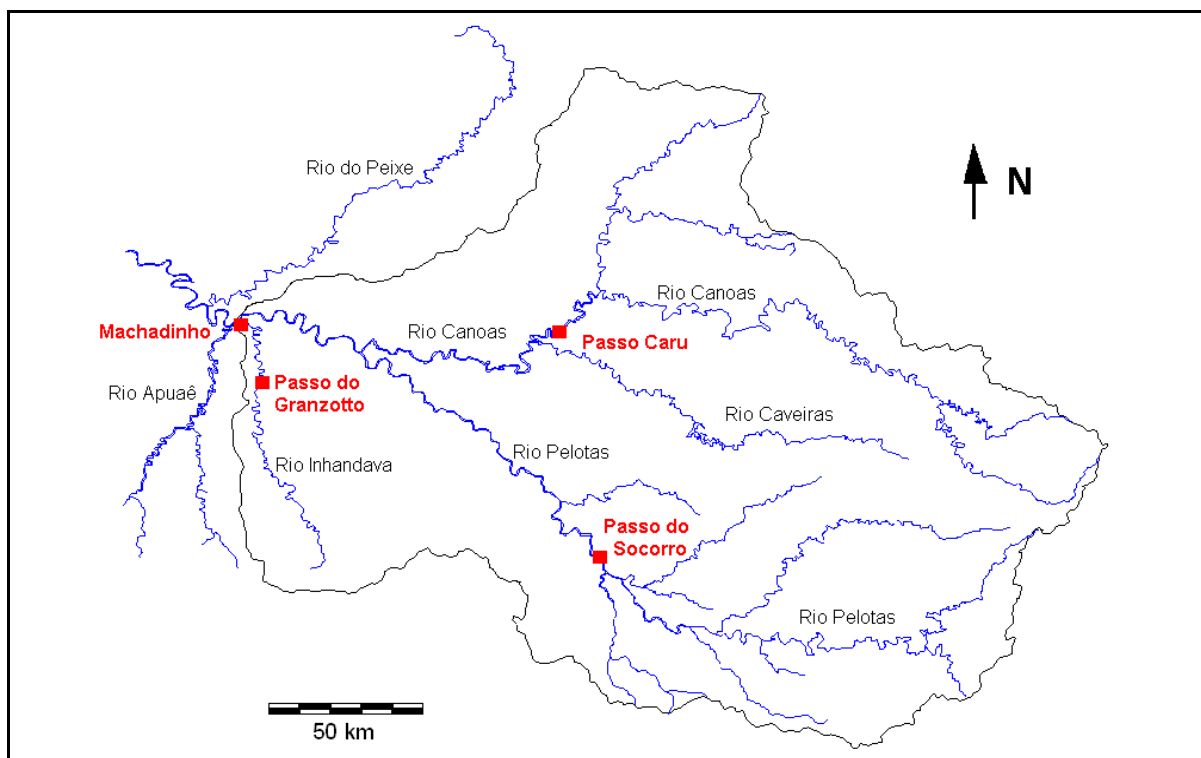 Rio do Peixe
N
Rio Canoas
Machadinho
Rio Canoas
Passo Caru
Rio Apuaê
Passo do
Granzotto
Rio Caveiras
Rio Pelotas
Rio Inhandava
Passo do
Socorro
Rio Pelotas
50 km